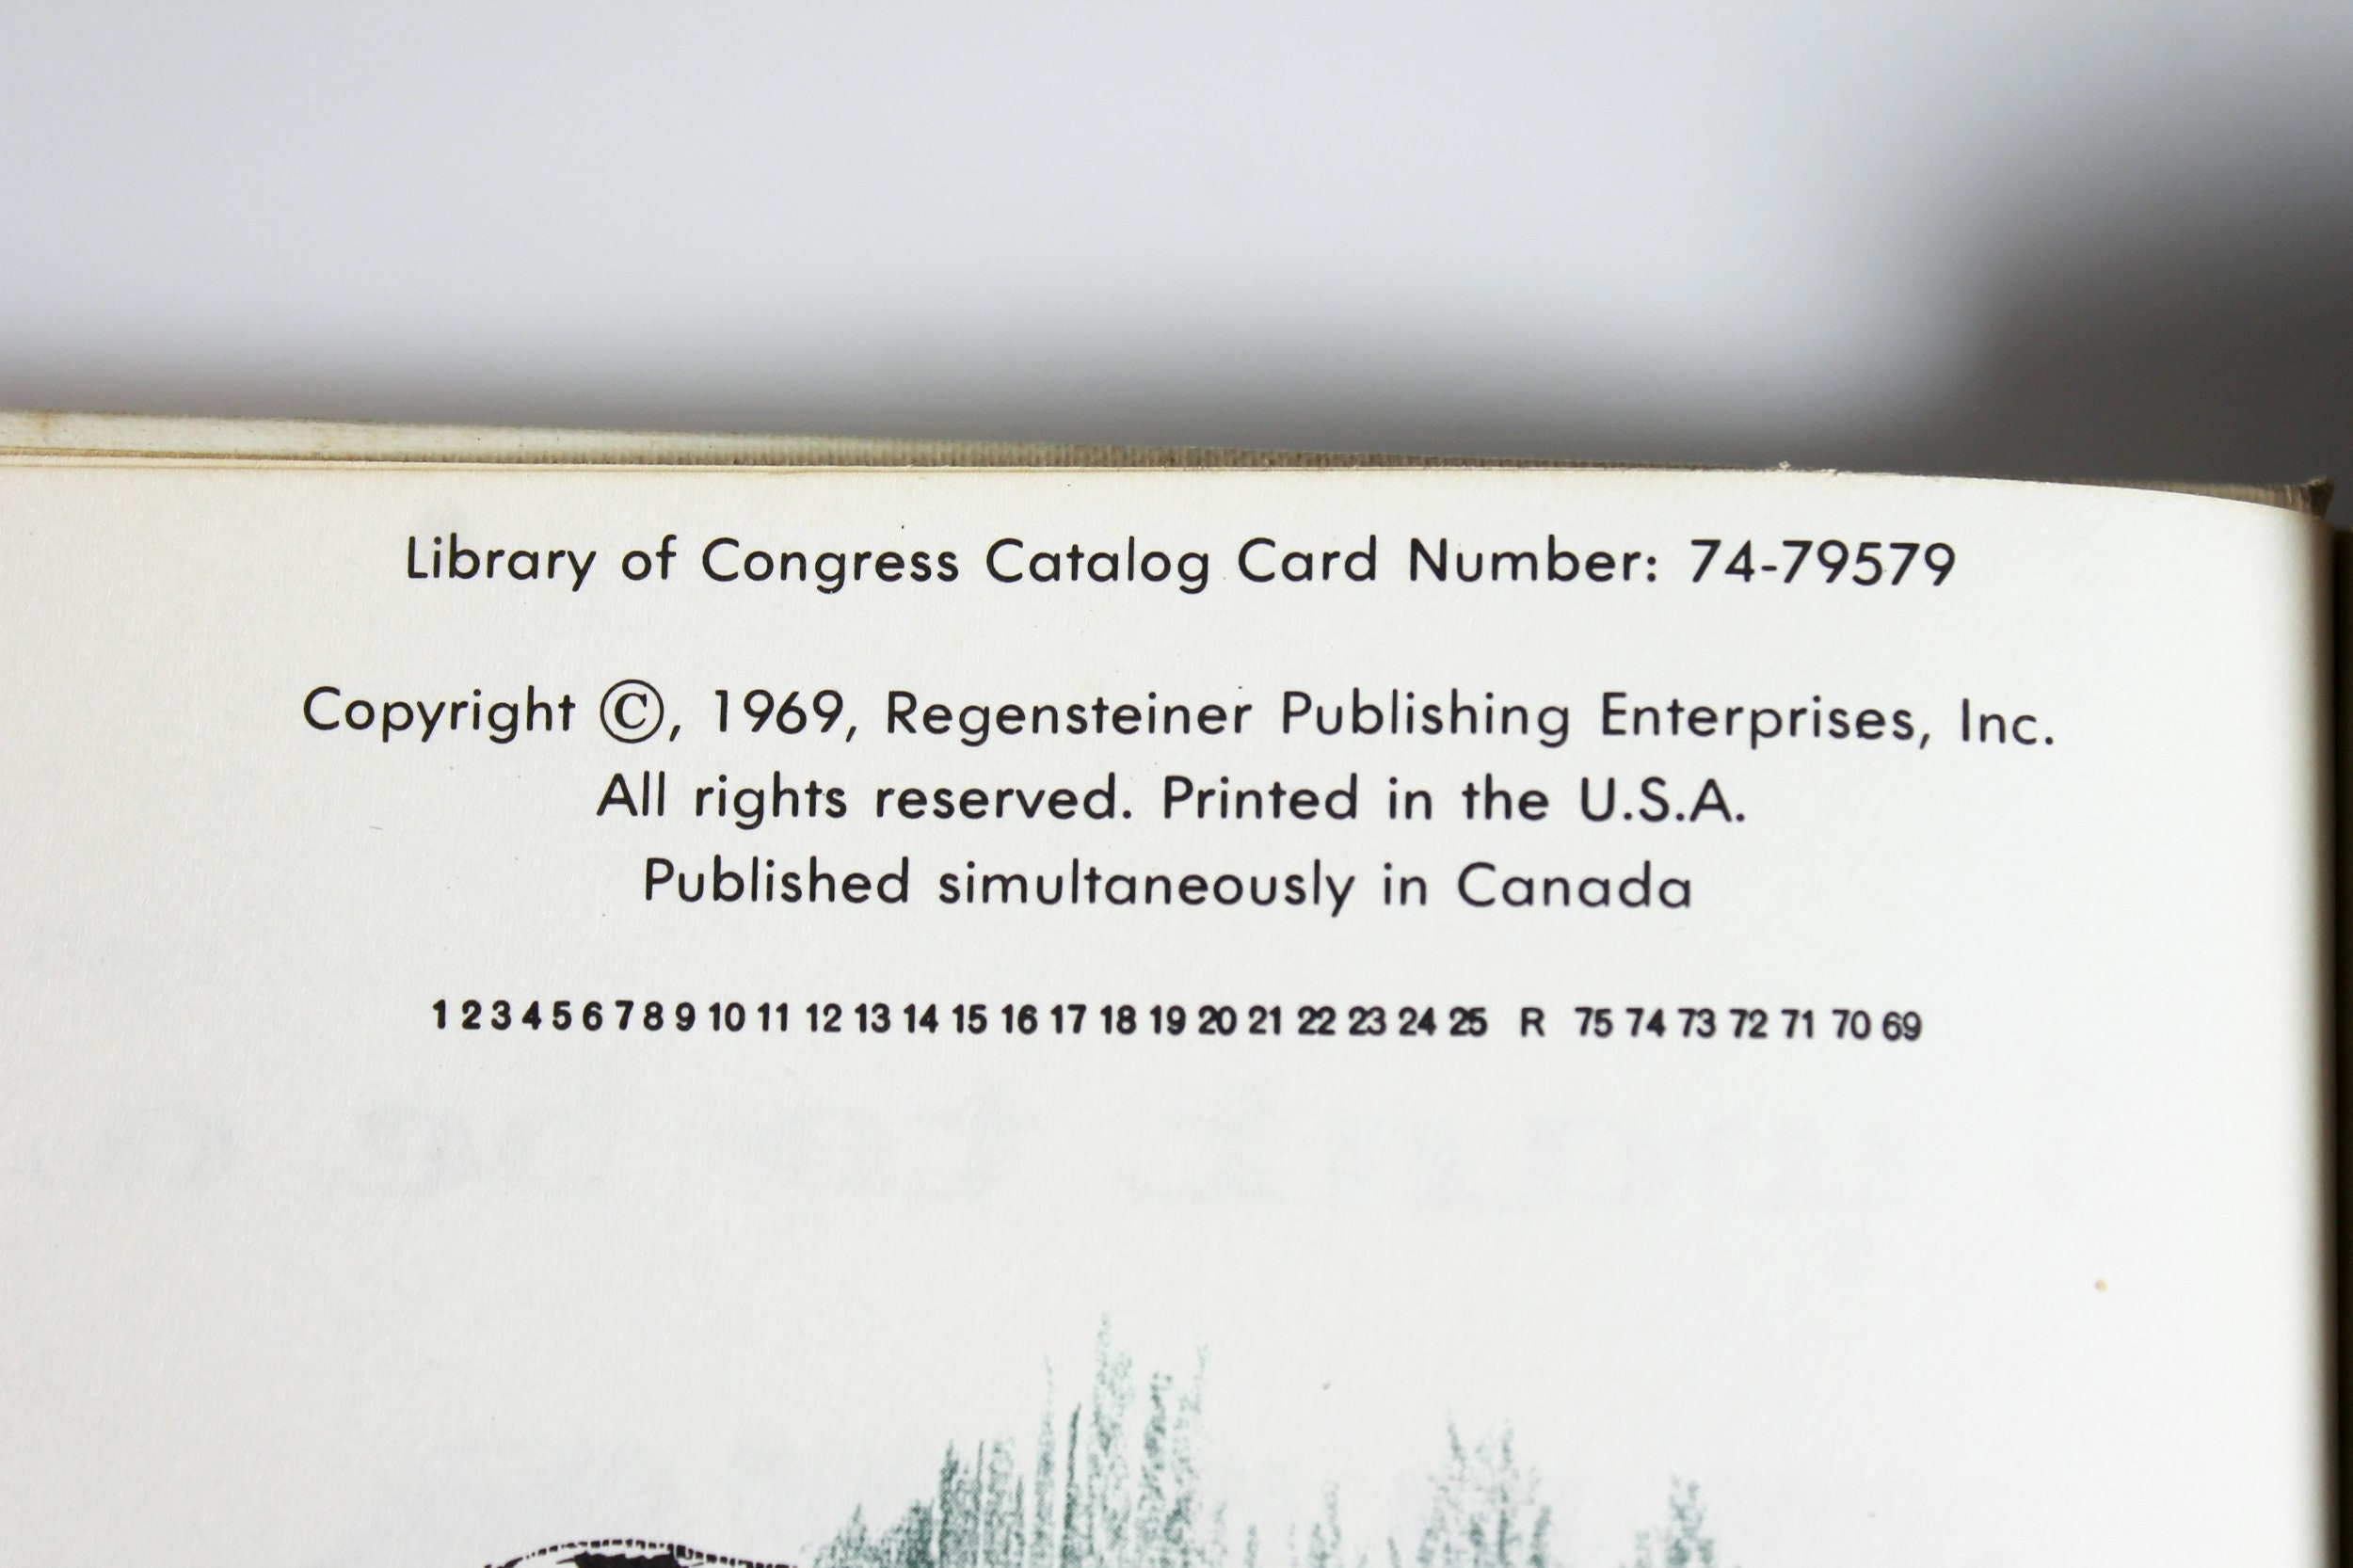 Library of Congress Catalog Card Number: 74-79579
Copyright ©, 1969, Regensteiner Publishing Enterprises, Inc.
All rights reserved. Printed in the U.S.A.
Published simultaneously in Canada
1 2 3 4 5 6 7 8 9 10 11 12 13 14 15 16 17 18 19 20 21 22 23 24 25 R 75 74 73 72 71 70 69